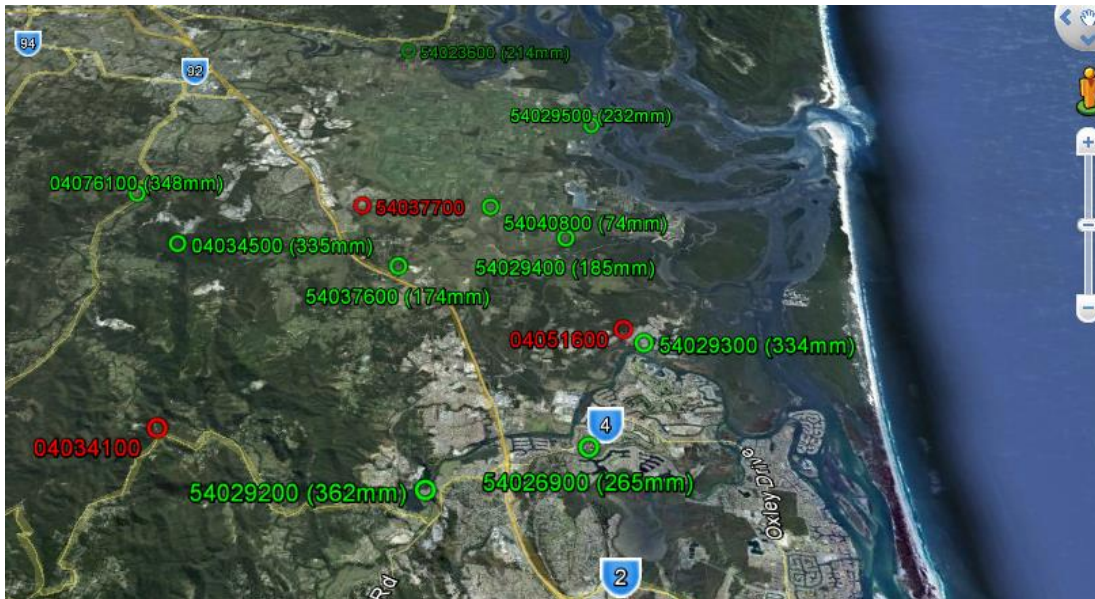 94
92
54023600 (214mm)
54029500 (232mm)
04076100 (348mm)
54037700
54040800 (74mm)
04034500 (335mm)
54029400 (185mm)
54037600 (174mm)
04051600
54029300 (334mm)
4
04034100
54029200 (362mm)
54026900 (265mm)
Oxley Drive
2
Rd